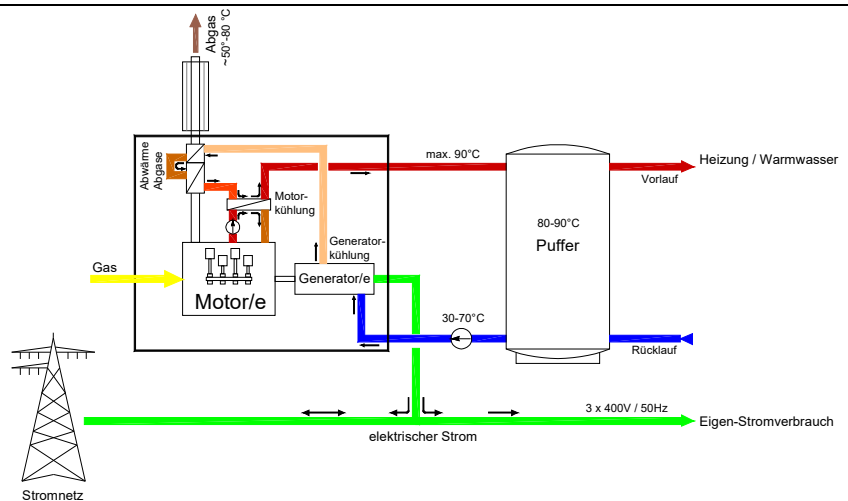 Abgas
~50°-80 °C
Abwärme
Abgase
max. 90°C
Heizung / Warmwasser
Vorlauf
Motor-
kühlung
80-90°C
Puffer
Generator-
kühlung
Gas
Generator/e
Motor/e
30-70°C
Rücklauf
3 x 400V / 50Hz
Eigen-Stromverbrauch
elektrischer Strom
Stromnetz